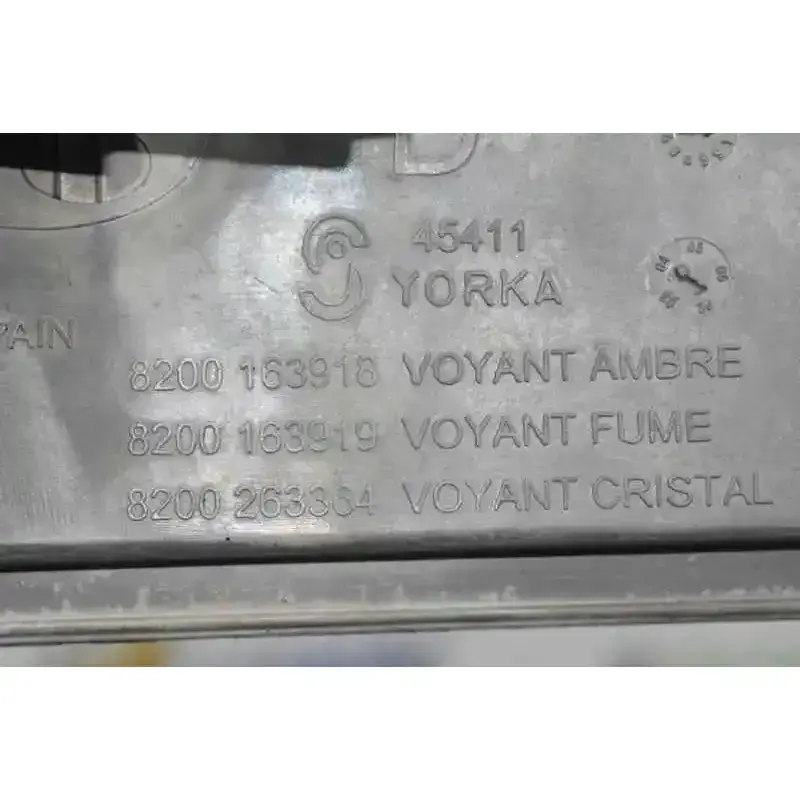 D
45411
YORKA
PAIN
8200 163918 VOYANT AMBRE
8200 163919 VOYANT FUME
8200 263364 VOYANT CRISTAL